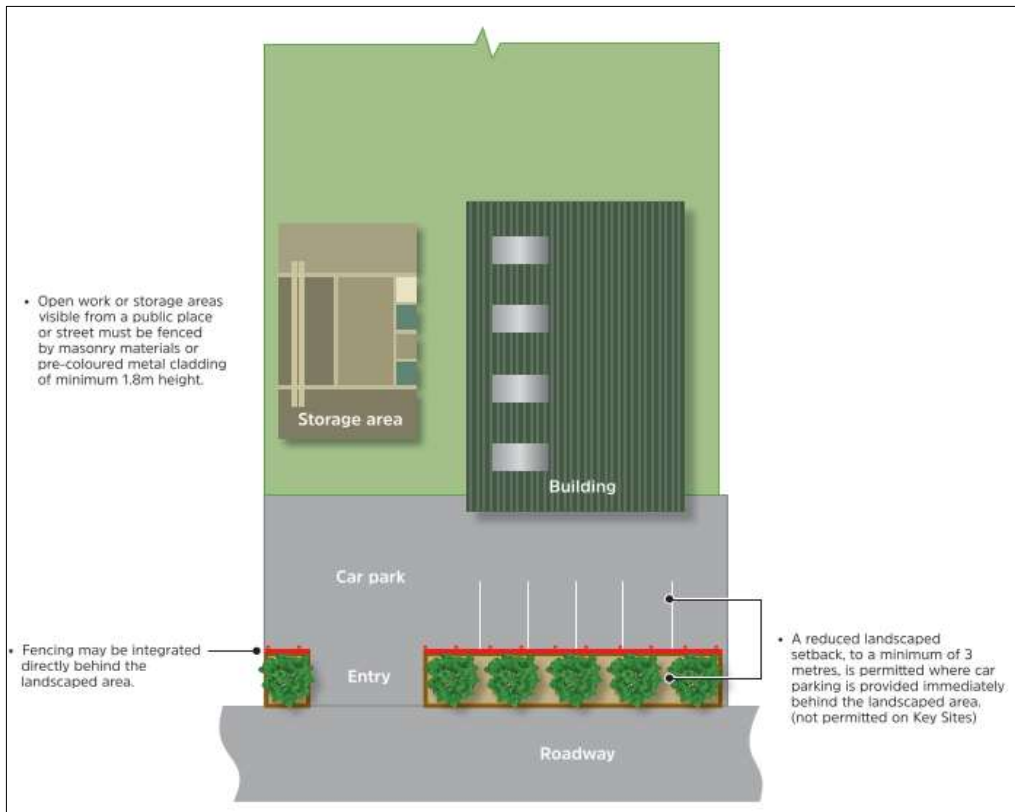 • Open work or storage areas
visible from a public place
or street must be fenced
by masonry materials or
pre-coloured metal cladding
of minimum 1.8m height.
Storage area
Building
Car park
• Fencing may be integrated
directly behind the
landscaped area.
Entry
• A reduced landscaped
setback, to a minimum of 3
metres, is permitted where car
parking is provided immediately
behind the landscaped area.
(not permitted on Key Sites)
Roadway